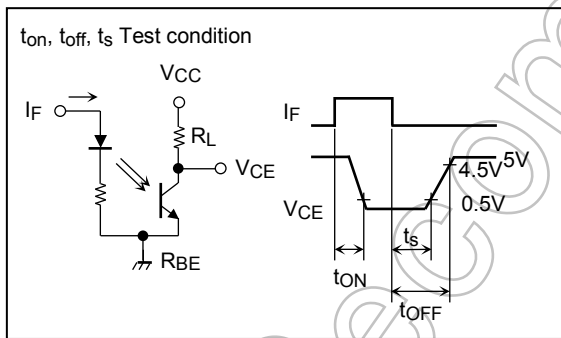 ton, toff, ts Test condition
VCC
IF
RL
VCE
RBE
IF
5V
4.5V
0.5V
VCE
ts
tON
tOFF
ecom